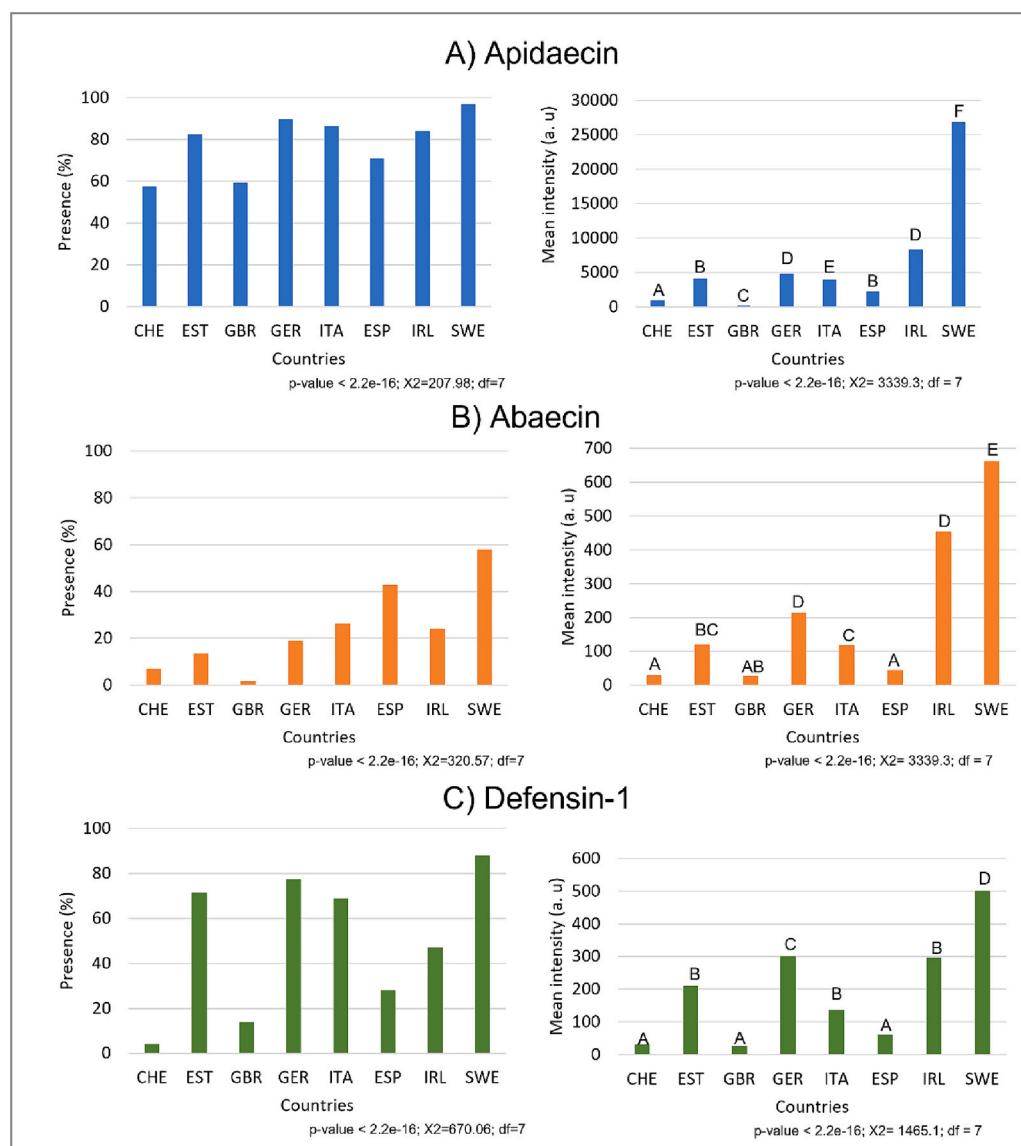 A) Apidaecin
Presence (%)
100
80
60
40
20
0
CHE EST GBR GER ITA ESP IRL SWE
Countries
p-value < 2.2e-16; X2=207.98; df=7
Mean intensity (a. u)
30000
25000
20000
15000
10000
5000
0
A B C D E B D F
CHE EST GBR GER ITA ESP IRL SWE
Countries
p-value < 2.2e-16; X2= 3339.3; df = 7
B) Abaecin
Presence (%)
100
80
60
40
20
0
CHE EST GBR GER ITA ESP IRL SWE
Countries
p-value < 2.2e-16; X2=320.57; df=7
Mean intensity (a. u)
700
600
500
400
300
200
100
0
A BC AB D C A D E
CHE EST GBR GER ITA ESP IRL SWE
Countries
p-value < 2.2e-16; X2= 3339.3; df = 7
C) Defensin-1
Presence (%)
100
80
60
40
20
0
CHE EST GBR GER ITA ESP IRL SWE
Countries
p-value < 2.2e-16; X2=670.06; df=7
Mean intensity (a. u)
600
500
400
300
200
100
0
A B A C B A B D
CHE EST GBR GER ITA ESP IRL SWE
Countries
p-value < 2.2e-16; X2= 1465.1; df = 7